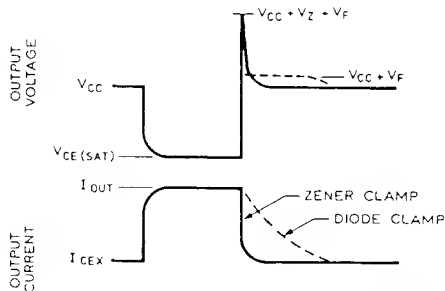 VCC + VZ + VF
OUTPUT
VOLTAGE
VCC
VCC + VF
VCE(SAT)
IOUT
ZENER CLAMP
DIODE CLAMP
OUTPUT
CURRENT
ICEX